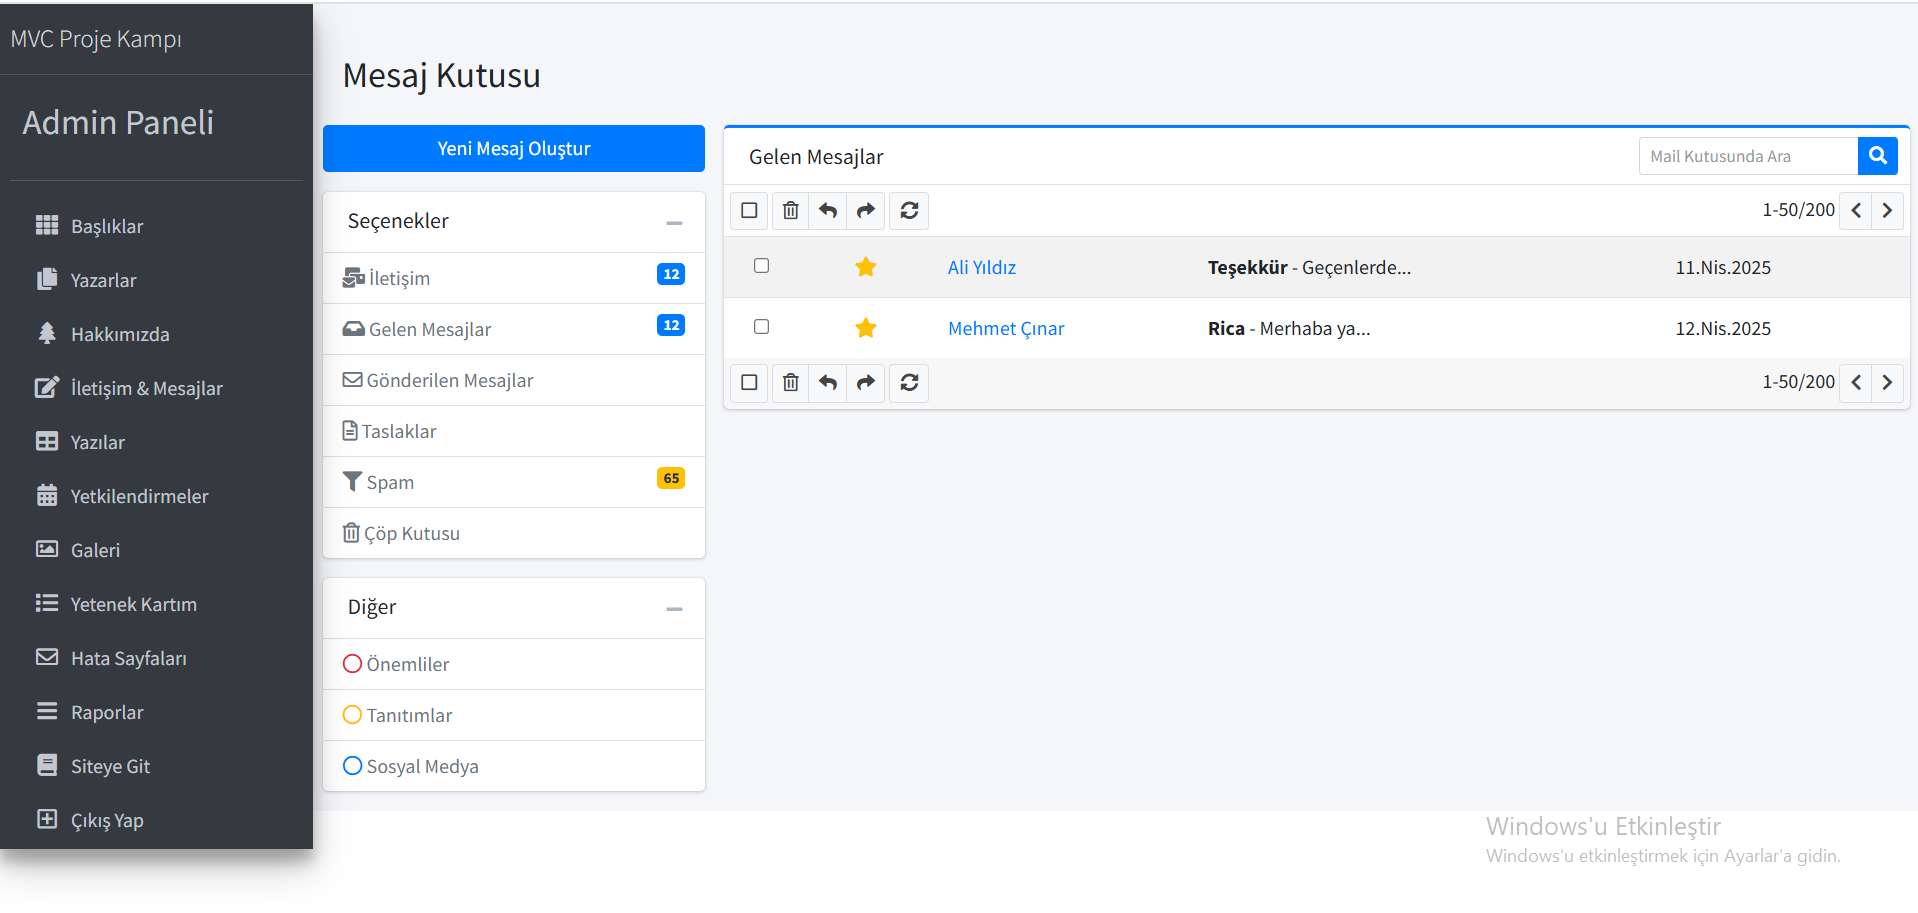 MVC Proje Kampı
Admin Paneli
Başlıklar
Yazarlar
Hakkımızda
İletişim & Mesajlar
Yazılar
Yetkilendirmeler
Galeri
Yetenek Kartım
Hata Sayfaları
Raporlar
Siteye Git
Çıkış Yap
Mesaj Kutusu
Yeni Mesaj Oluştur
Seçenekler
İletişim 12
Gelen Mesajlar 12
Gönderilen Mesajlar
Taslaklar
Spam 65
Çöp Kutusu
Diğer
Önemliler
Tanıtımlar
Sosyal Medya
Gelen Mesajlar
Mail Kutusunda Ara
1-50/200
Ali Yıldız Teşekkür - Geçenlerde... 11.Nis.2025
Mehmet Çınar Rica - Merhaba ya... 12.Nis.2025
1-50/200
Windows'u Etkinleştir
Windows'u etkinleştirmek için Ayarlar'a gidin.